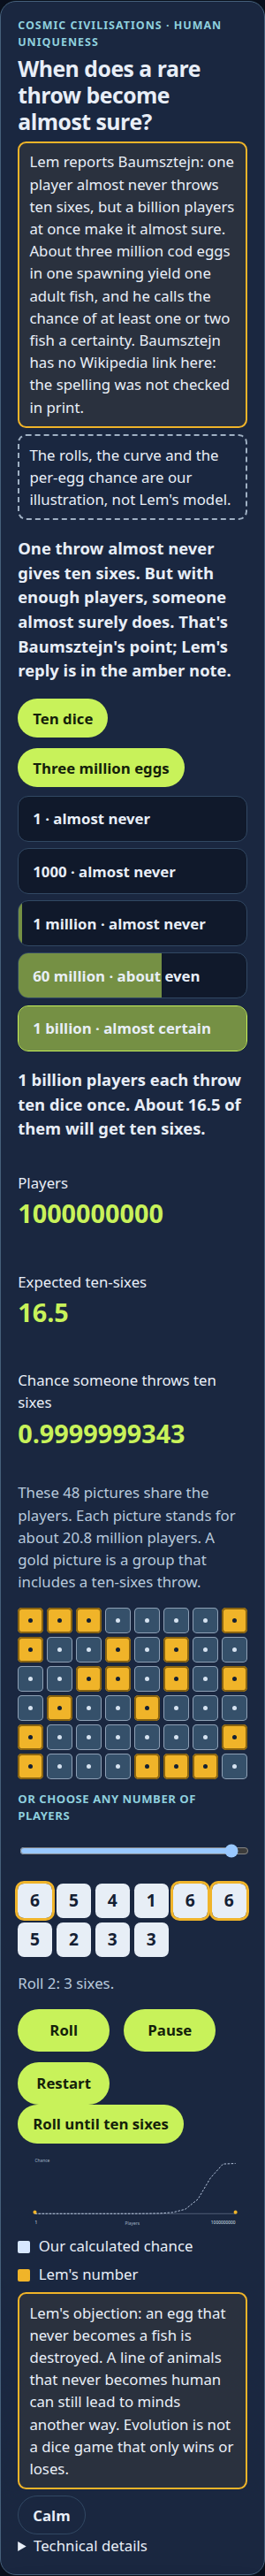 COSMIC CIVILISATIONS · HUMAN
UNIQUENESS
When does a rare
throw become
almost sure?
Lem reports Baumsztejn: one
player almost never throws
ten sixes, but a billion players
at once make it almost sure.
About three million cod eggs
in one spawning yield one
adult fish, and he calls the
chance of at least one or two
fish a certainty. Baumsztejn
has no Wikipedia link here:
the spelling was not checked
in print.
The rolls, the curve and the
per-egg chance are our
illustration, not Lem's model.
One throw almost never
gives ten sixes. But with
enough players, someone
almost surely does. That's
Baumsztejn's point; Lem's
reply is in the amber note.
Ten dice
Three million eggs
1 · almost never
1000 · almost never
1 million · almost never
60 million · about even
1 billion · almost certain
1 billion players each throw
ten dice once. About 16.5 of
them will get ten sixes.
Players
1000000000
Expected ten-sixes
16.5
Chance someone throws ten
sixes
0.9999999343
These 48 pictures share the
players. Each picture stands for
about 20.8 million players. A
gold picture is a group that
includes a ten-sixes throw.
OR CHOOSE ANY NUMBER OF
PLAYERS
6 5 4 1 6 6
5 2 3 3
Roll 2: 3 sixes.
Roll Pause
Restart
Roll until ten sixes
Chance
1 Players 1000000000
Our calculated chance
Lem's number
Lem's objection: an egg that
never becomes a fish is
destroyed. A line of animals
that never becomes human
can still lead to minds
another way. Evolution is not
a dice game that only wins or
loses.
Calm
Technical details